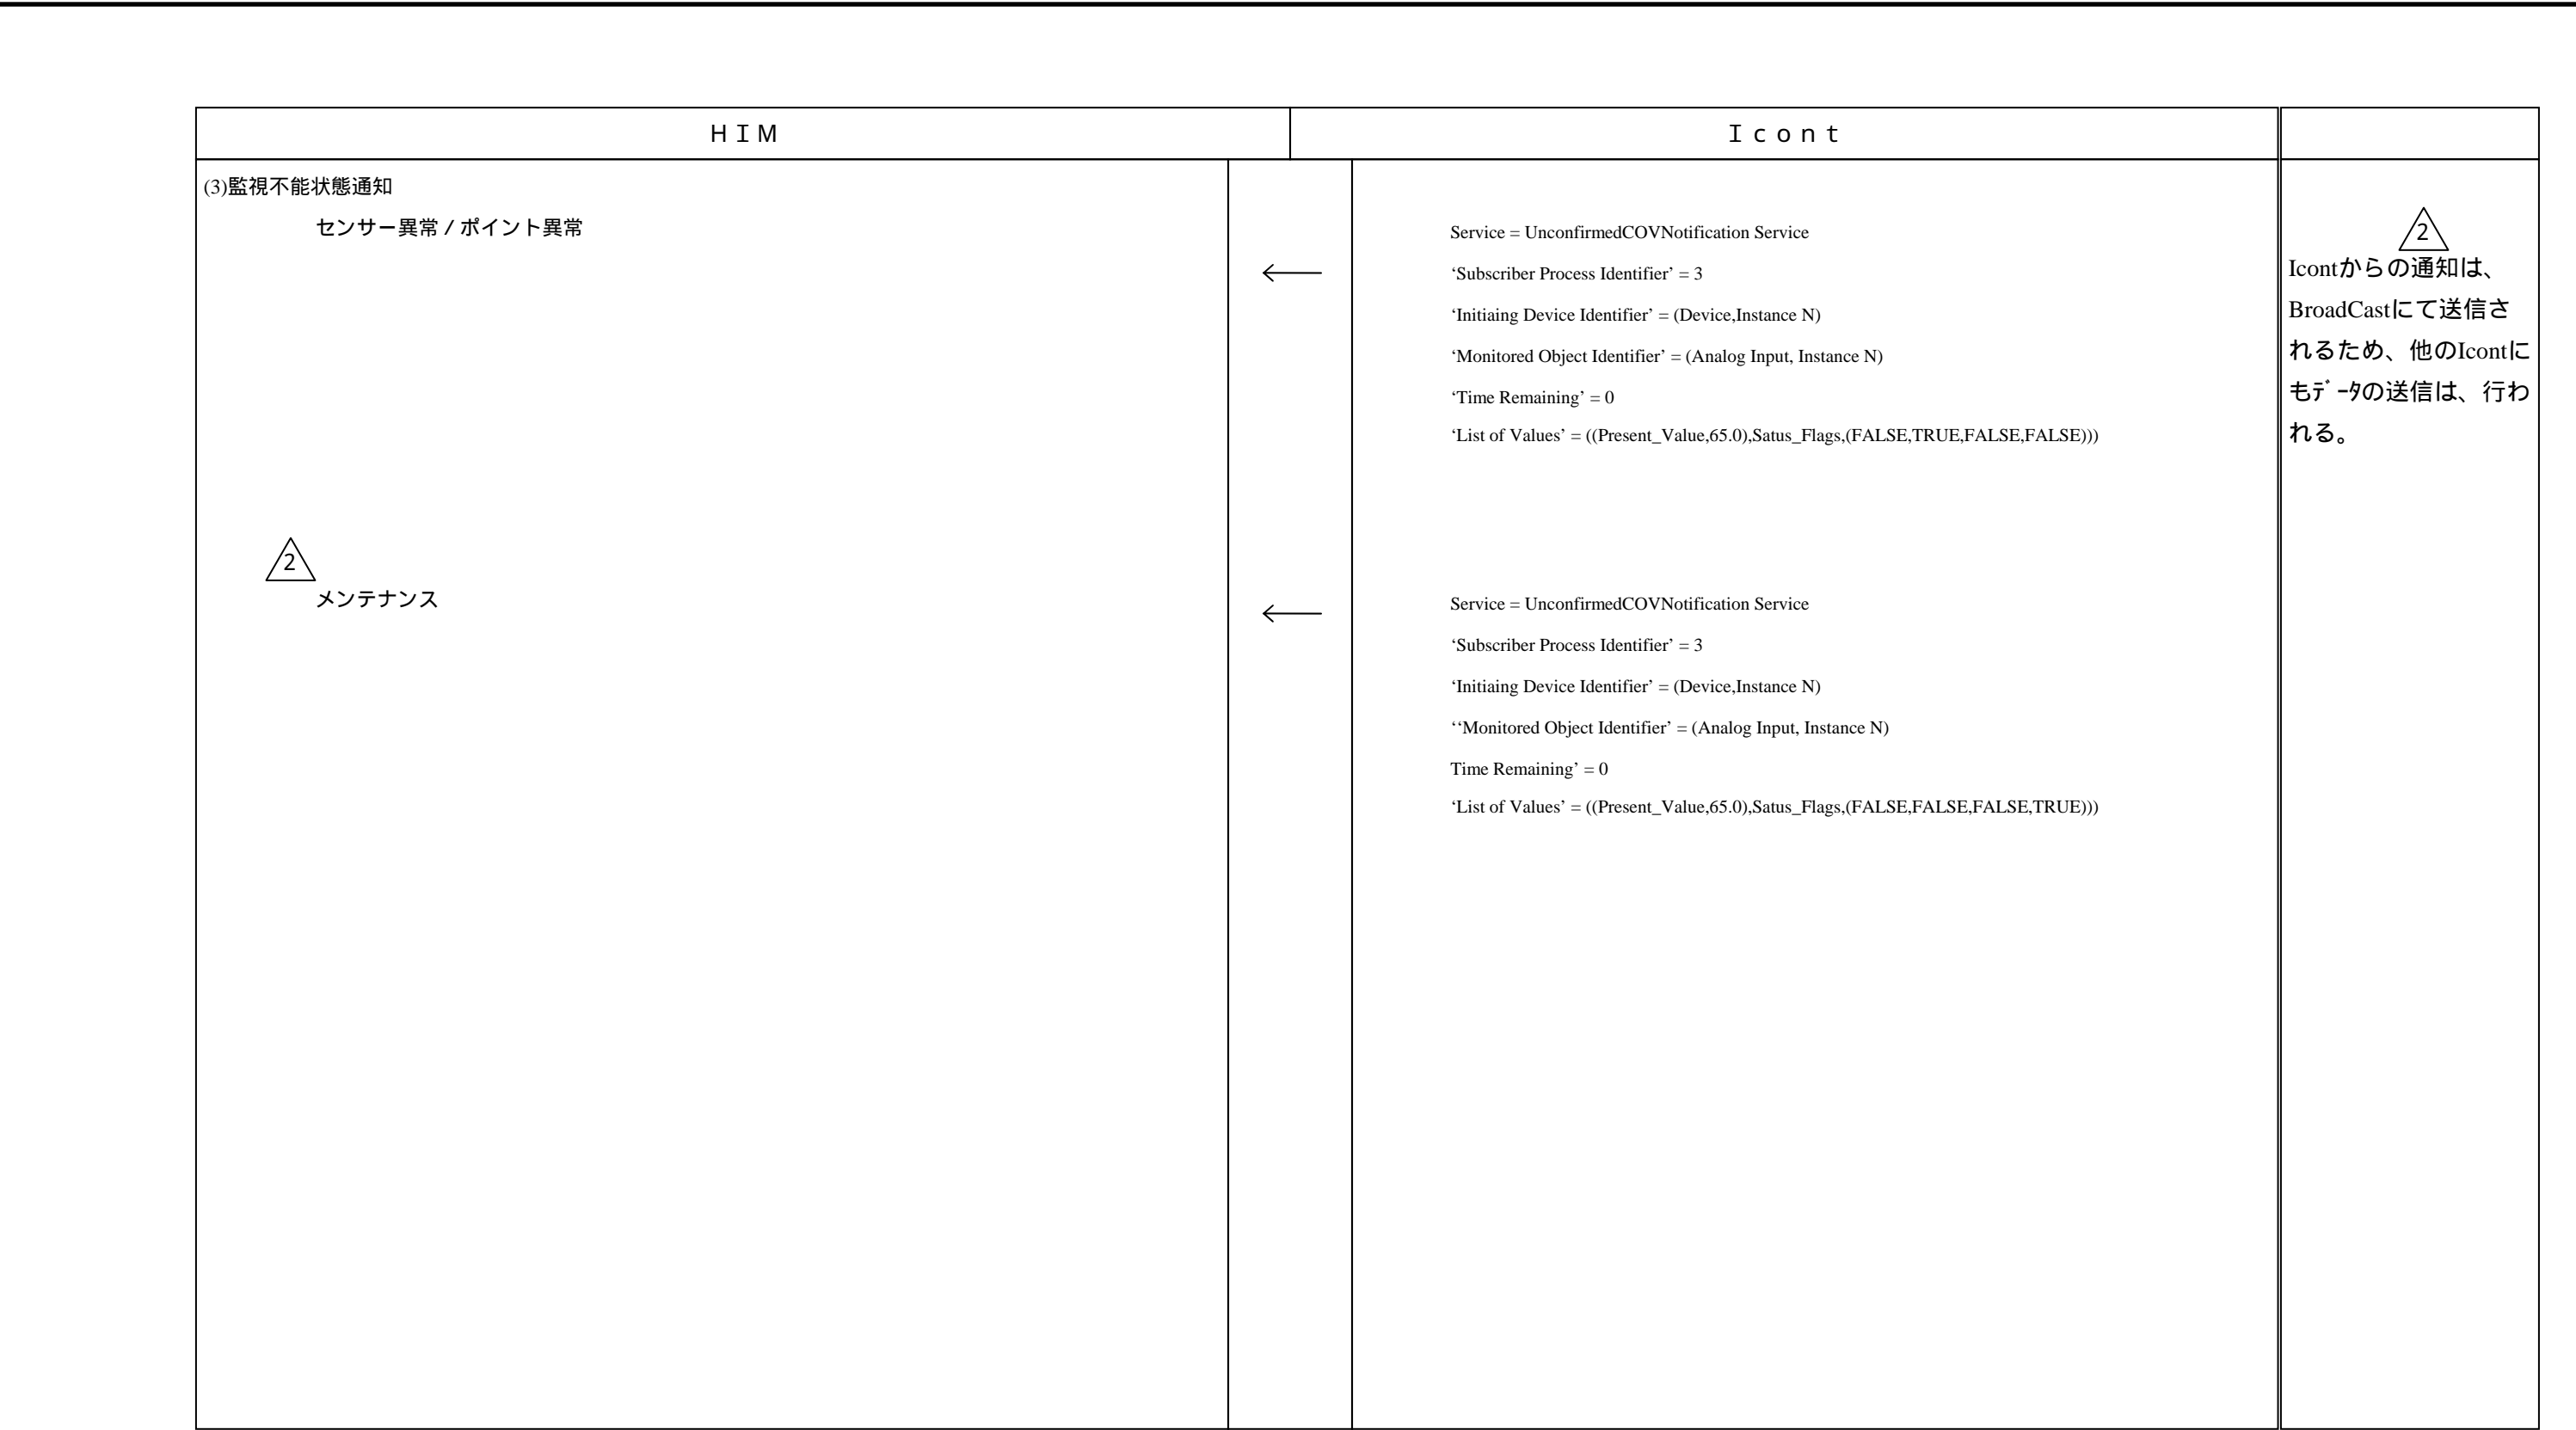 ＨＩＭ
Ｉｃｏｎｔ
(3)監視不能状態通知
センサー異常 / ポイント異常
Service = UnconfirmedCOVNotification Service
‘Subscriber Process Identifier’ = 3
‘Initiaing Device Identifier’ = (Device,Instance N)
‘Monitored Object Identifier’ = (Analog Input, Instance N)
‘Time Remaining’ = 0
‘List of Values’ = ((Present_Value,65.0),Satus_Flags,(FALSE,TRUE,FALSE,FALSE)))
2
メンテナンス
Service = UnconfirmedCOVNotification Service
‘Subscriber Process Identifier’ = 3
‘Initiaing Device Identifier’ = (Device,Instance N)
‘‘Monitored Object Identifier’ = (Analog Input, Instance N)
Time Remaining’ = 0
‘List of Values’ = ((Present_Value,65.0),Satus_Flags,(FALSE,FALSE,FALSE,TRUE)))
2
Icontからの通知は、
BroadCastにて送信さ
れるため、他のIcontに
もﾃﾞｰﾀの送信は、行わ
れる。